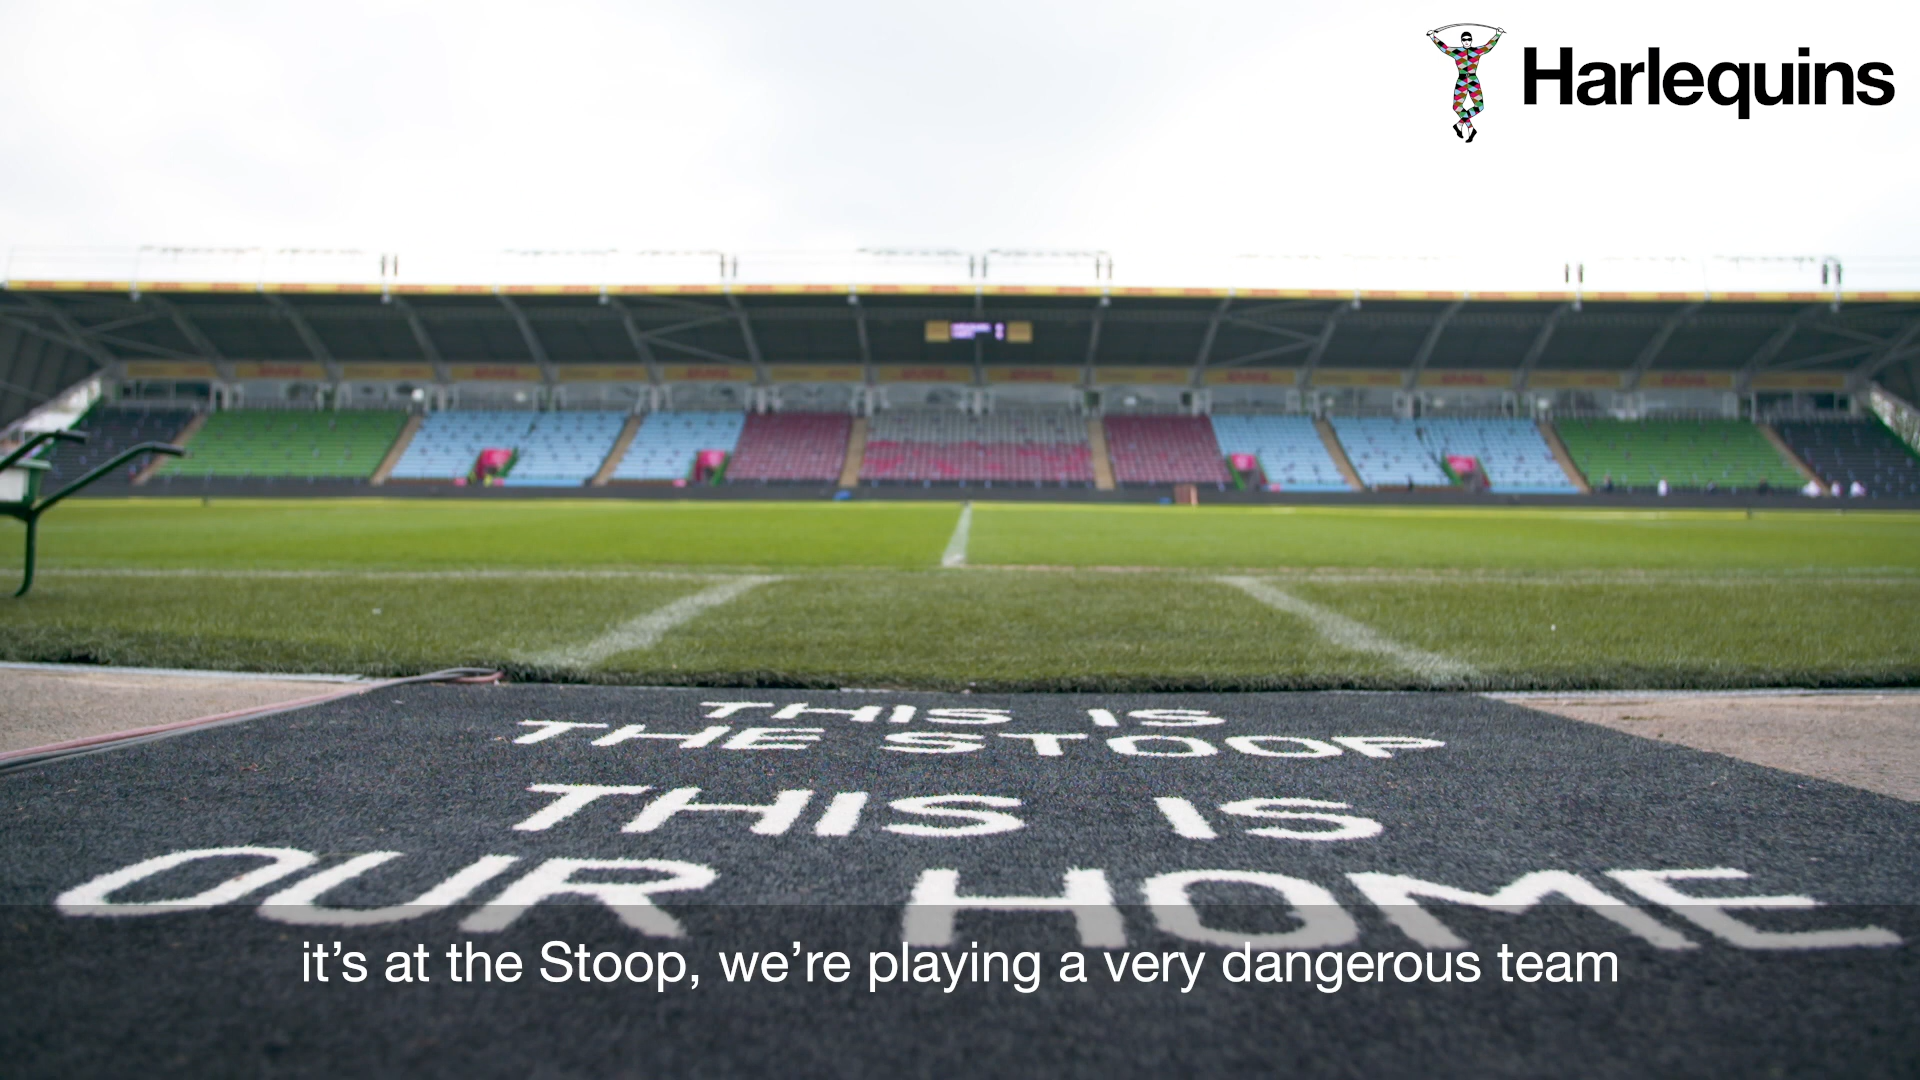 Harlequins
THIS IS
THE STOOP
THIS IS
OUR HOME
it’s at the Stoop, we’re playing a very dangerous team